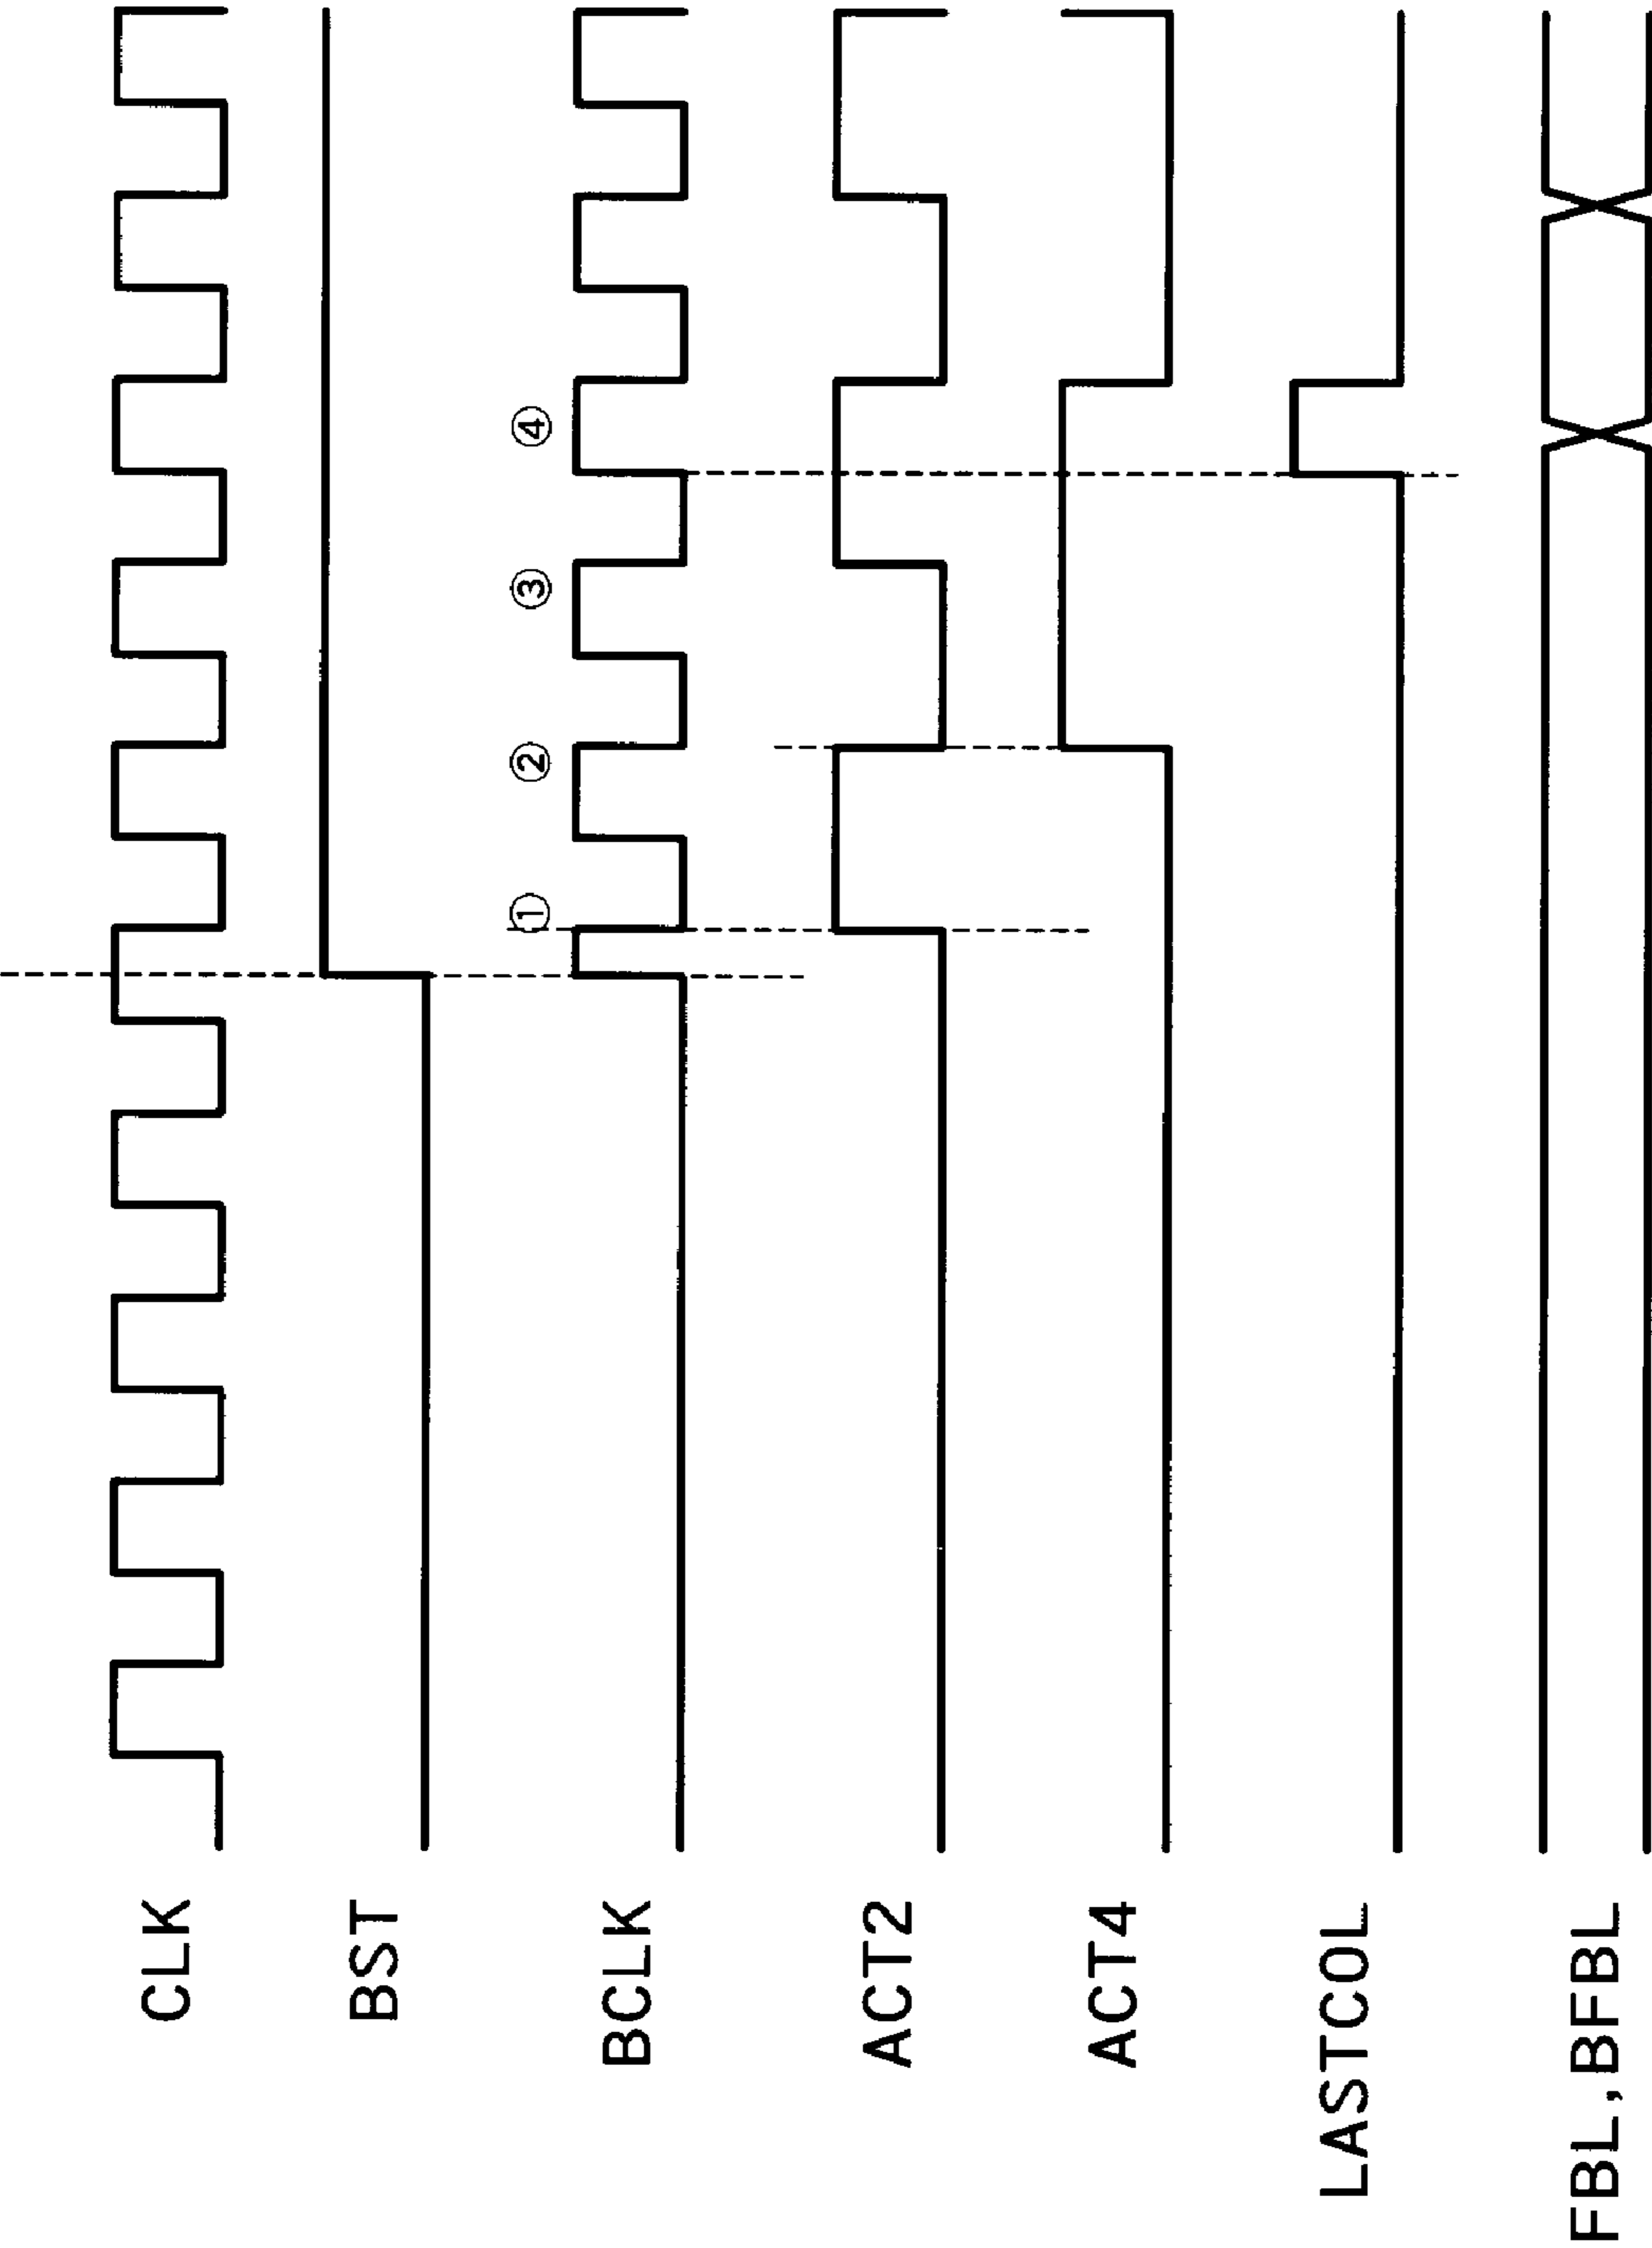 CLK
BST
BCLK ① ② ③ ④
ACT2
ACT4
LASTCOL
FBL,BFBL